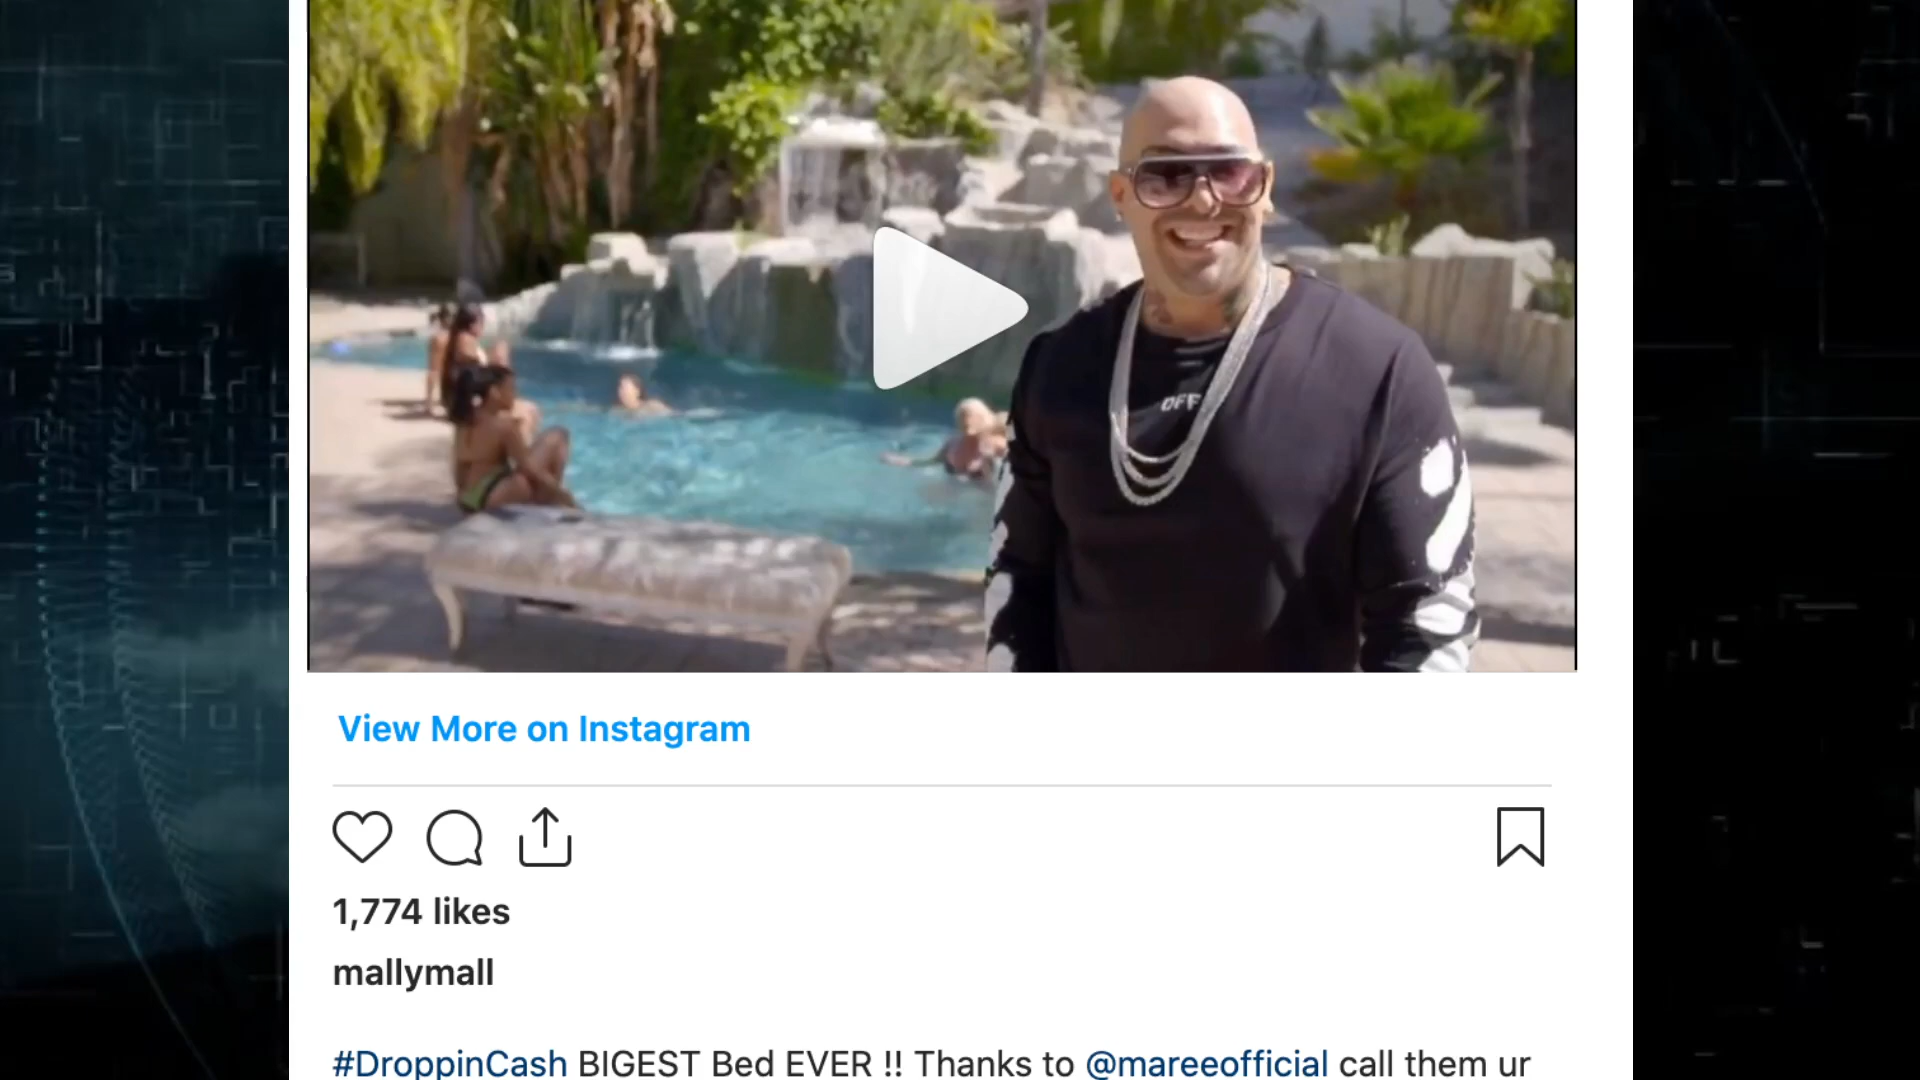 OFF
View More on Instagram
1,774 likes
mallymall
#DroppinCash BIGEST Bed EVER !! Thanks to @mareeofficial call them ur